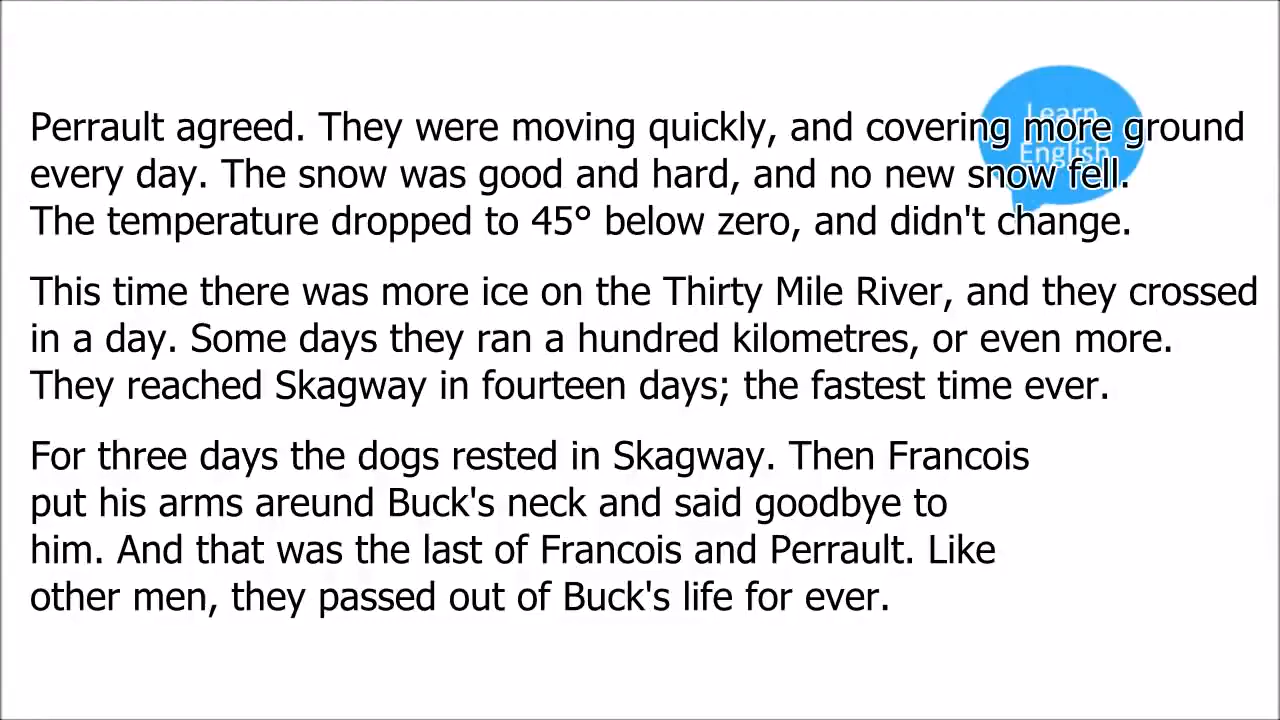 Learn
English
Perrault agreed. They were moving quickly, and covering more ground
every day. The snow was good and hard, and no new snow fell.
The temperature dropped to 45° below zero, and didn't change.
This time there was more ice on the Thirty Mile River, and they crossed
in a day. Some days they ran a hundred kilometres, or even more.
They reached Skagway in fourteen days; the fastest time ever.
For three days the dogs rested in Skagway. Then Francois
put his arms areund Buck's neck and said goodbye to
him. And that was the last of Francois and Perrault. Like
other men, they passed out of Buck's life for ever.